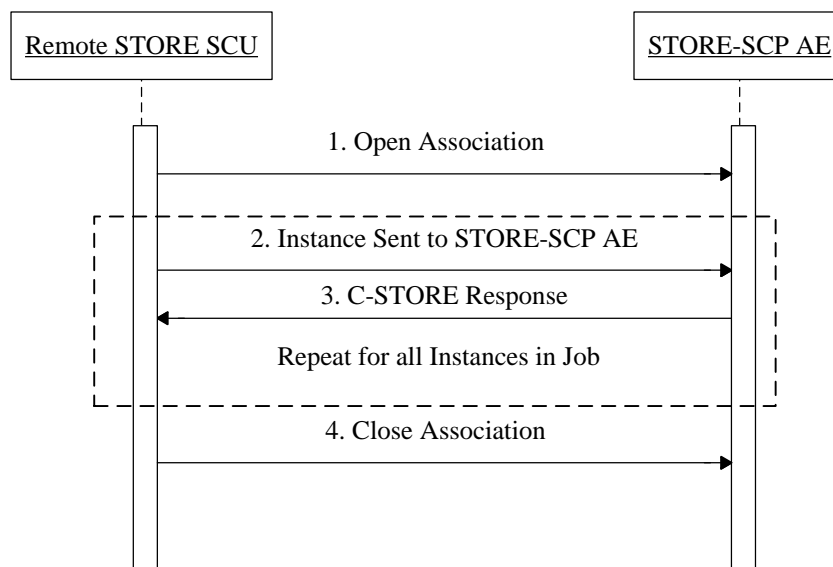 Remote STORE SCU
STORE-SCP AE
1. Open Association
2. Instance Sent to STORE-SCP AE
3. C-STORE Response
Repeat for all Instances in Job
4. Close Association